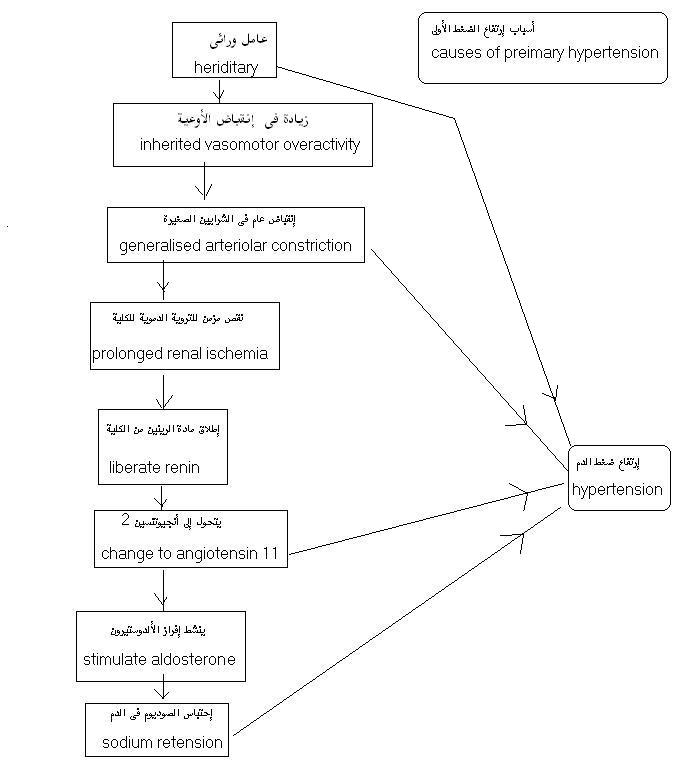 أسباب إرتفاع الضغط الأولى
causes of preimary hypertension
عامل وراثى
heriditary
زيادة فى إنقباض الأوعية
inherited vasomotor overactivity
إنقباض عام فى الشرايين الصغيرة
generalised arteriolar constriction
نقص مزمن للتروية الدموية للكلية
prolonged renal ischemia
إطلاق مادة الرينين من الكلية
liberate renin
يتحول إلى أنجيوتنسين 2
change to angiotensin 11
ينشط إفراز الألدوستيرون
stimulate aldosterone
إحتباس الصوديوم فى الدم
sodium retension
إرتفاع ضغط الدم
hypertension